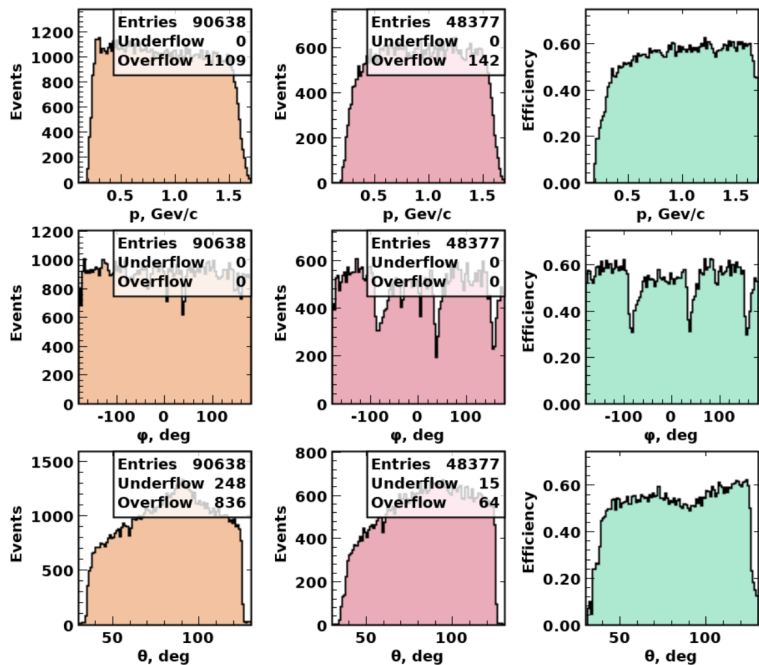 Entries 90638
Underflow 0
Overflow 1109
Events
1200
1000
800
600
400
200
0
0.5 1.0 1.5
p, Gev/c
Entries 48377
Underflow 0
Overflow 142
Events
600
400
200
0
0.5 1.0 1.5
p, Gev/c
Efficiency
0.60
0.40
0.20
0.00
0.5 1.0 1.5
p, Gev/c
Entries 90638
Underflow 0
Overflow 0
Events
1200
1000
800
600
400
200
0
-100 0 100
φ, deg
Entries 48377
Underflow 0
Overflow 0
Events
600
400
200
0
-100 0 100
φ, deg
Efficiency
0.60
0.40
0.20
0.00
-100 0 100
φ, deg
Entries 90638
Underflow 248
Overflow 836
Events
1500
1000
500
0
50 100
θ, deg
Entries 48377
Underflow 15
Overflow 64
Events
800
600
400
200
0
50 100
θ, deg
Efficiency
0.60
0.40
0.20
0.00
50 100
θ, deg